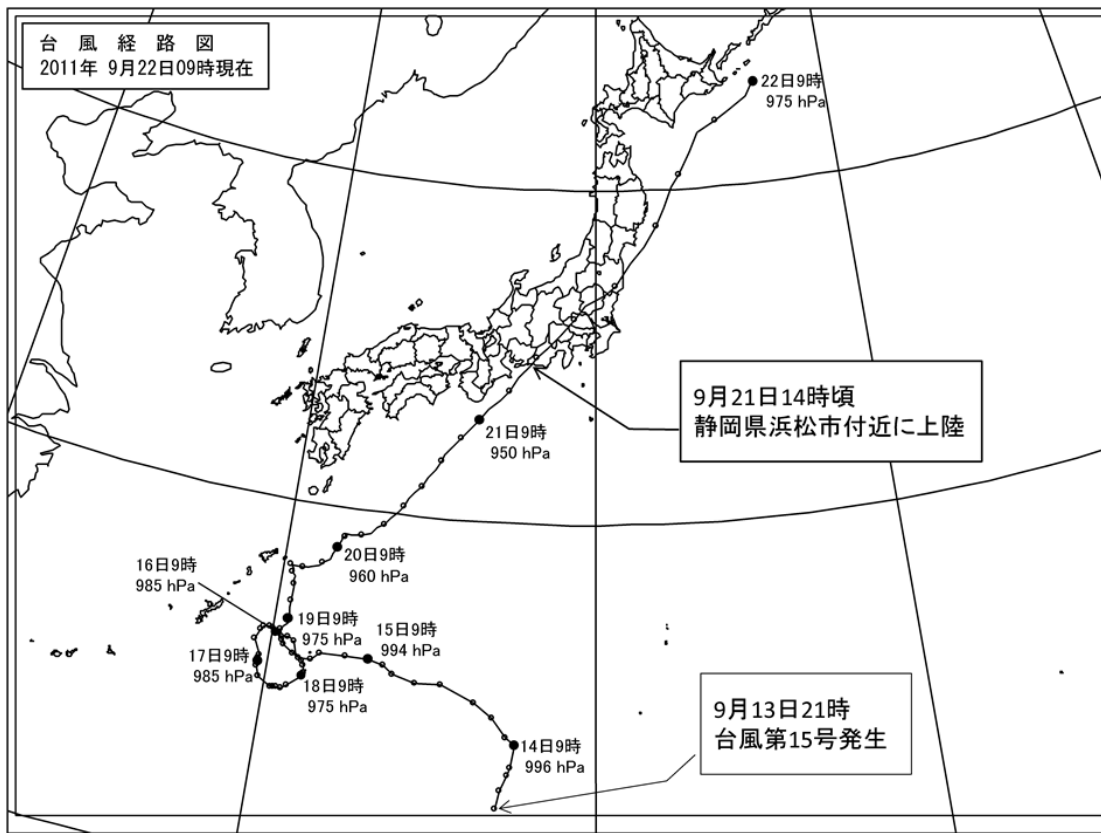 台 風 経 路 図
2011年 9月22日09時現在
22日9時
975 hPa
9月21日14時頃
静岡県浜松市付近に上陸
21日9時
950 hPa
20日9時
960 hPa
16日9時
985 hPa
19日9時
975 hPa
15日9時
994 hPa
17日9時
985 hPa
18日9時
975 hPa
9月13日21時
台風第15号発生
14日9時
996 hPa